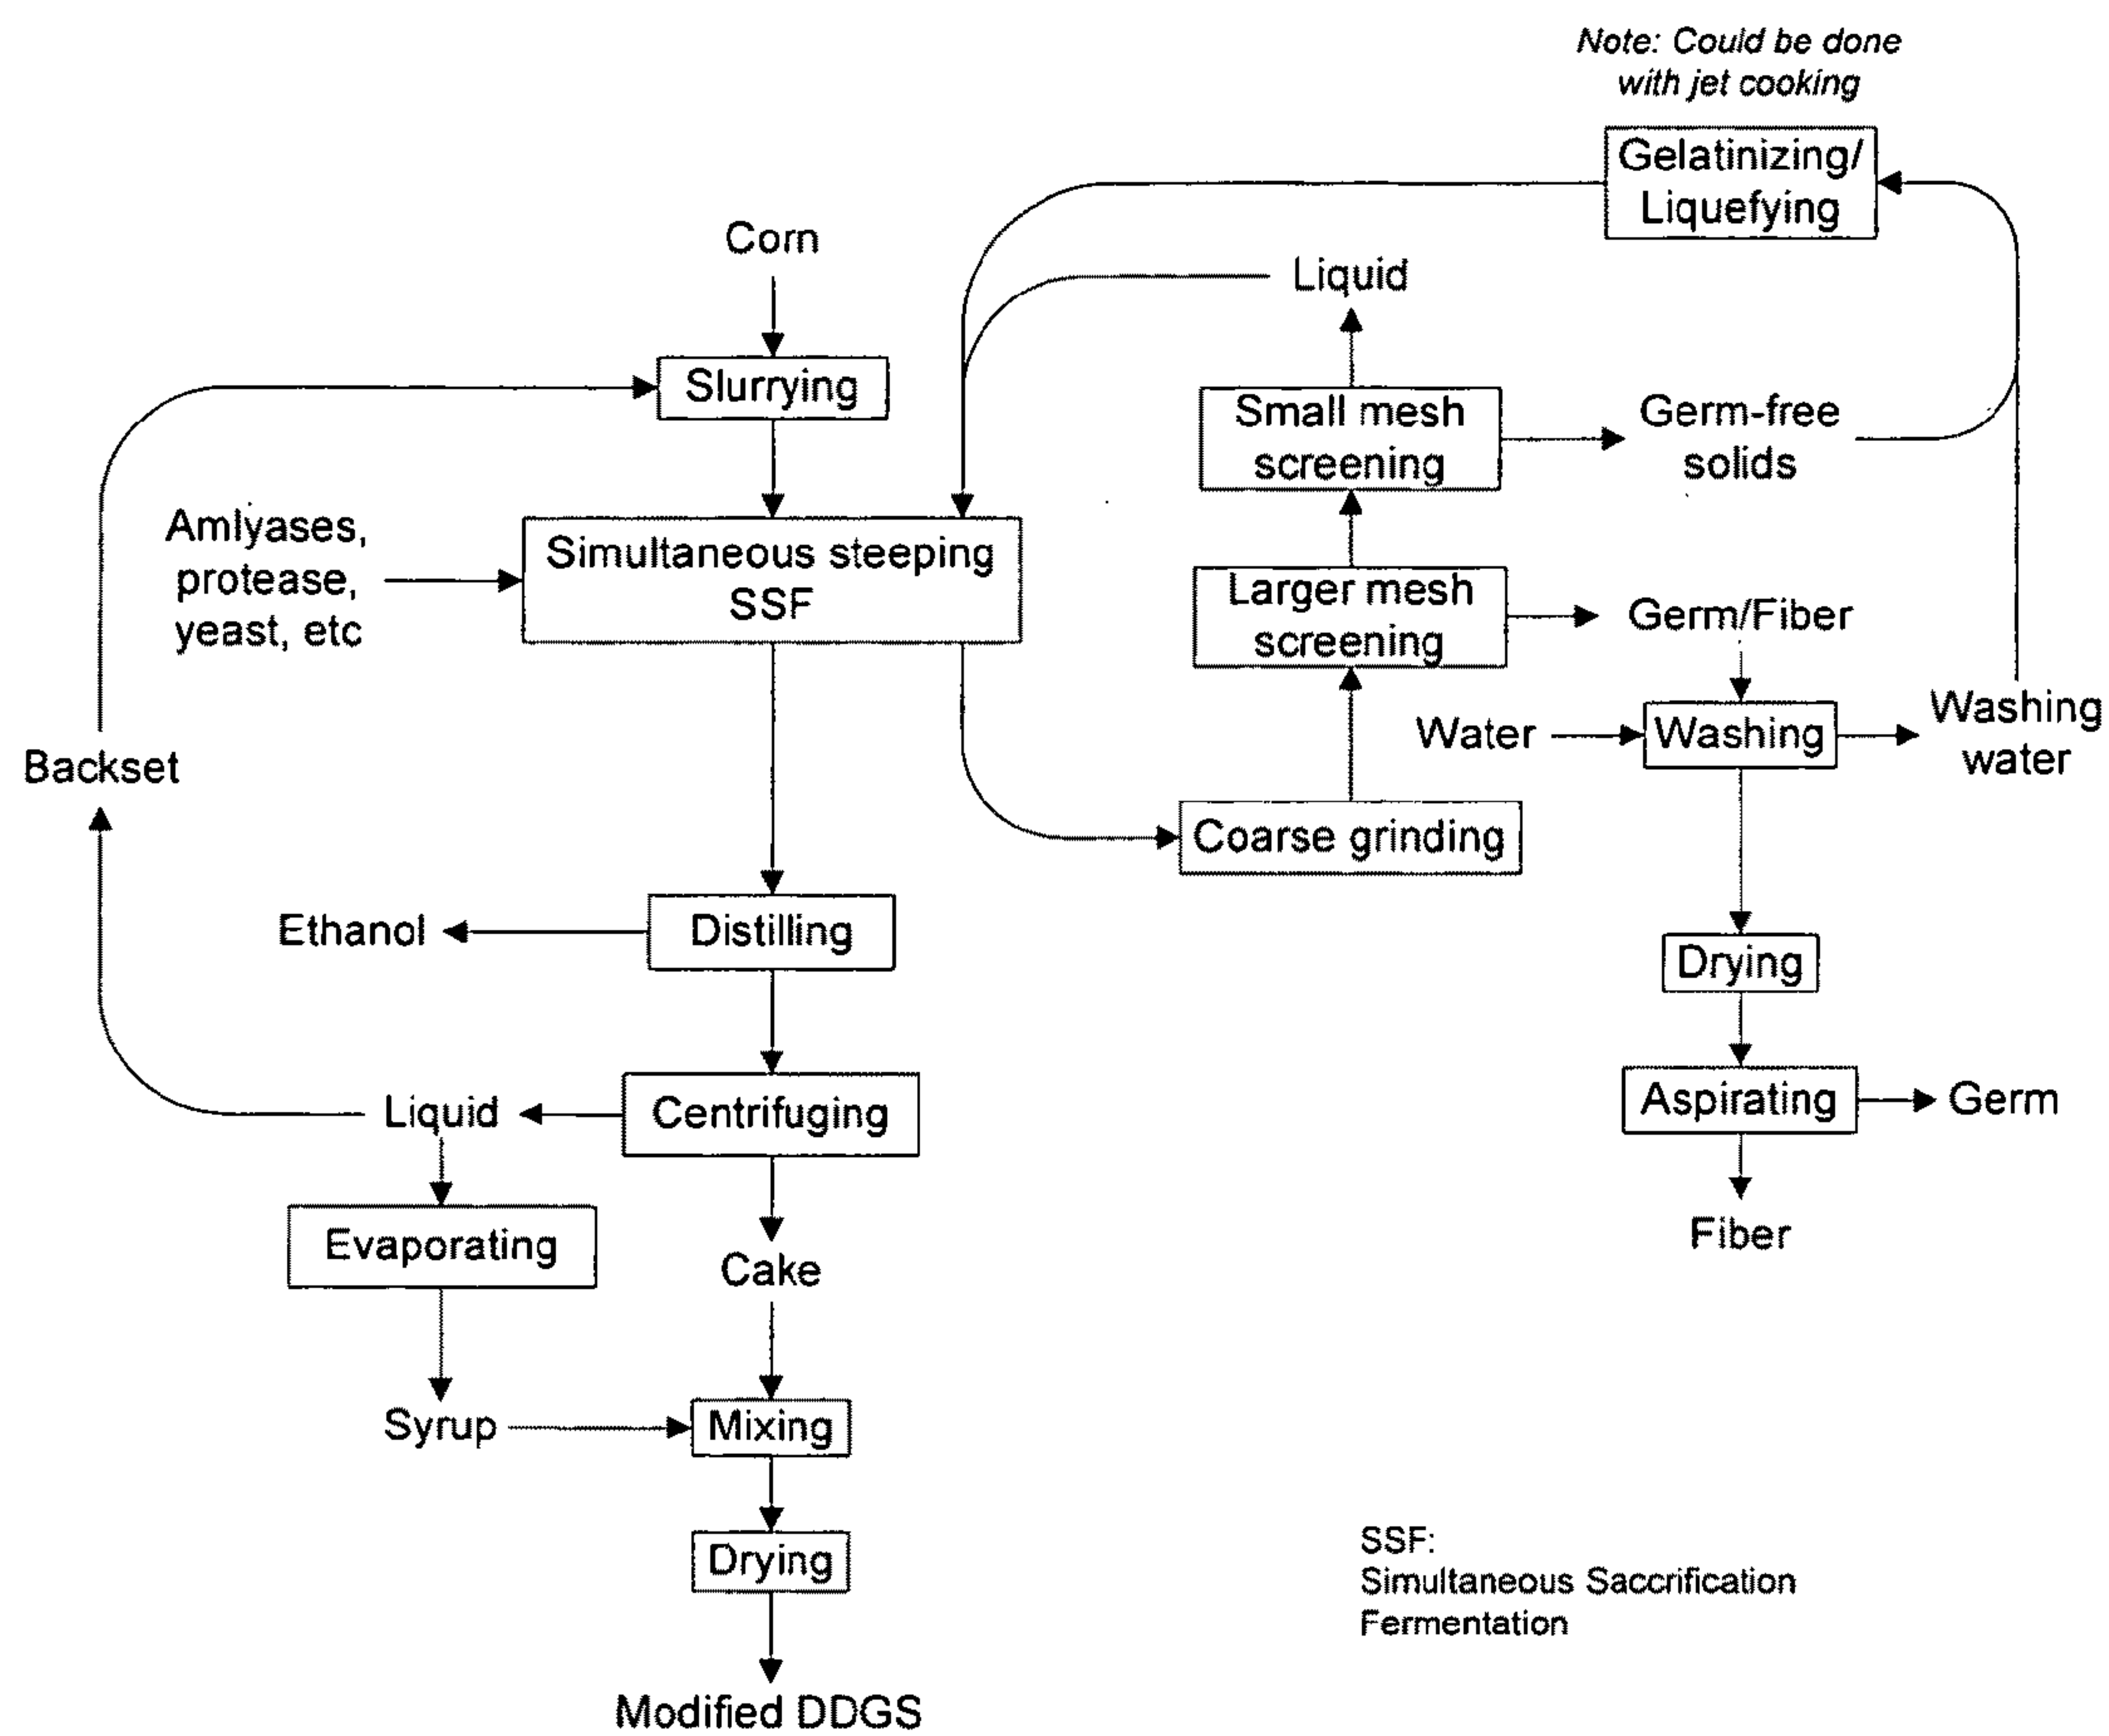 Note: Could be done
with jet cooking
Gelatinizing/
Liquefying
Corn
Liquid
Slurrying
Small mesh
screening
Germ-free
solids
Amlyases,
protease,
yeast, etc
Simultaneous steeping
SSF
Larger mesh
screening
Germ/Fiber
Water
Washing
Washing
water
Backset
Coarse grinding
Ethanol
Distilling
Drying
Liquid
Centrifuging
Aspirating
Germ
Evaporating
Cake
Fiber
Syrup
Mixing
Drying
SSF:
Simultaneous Saccrification
Fermentation
Modified DDGS